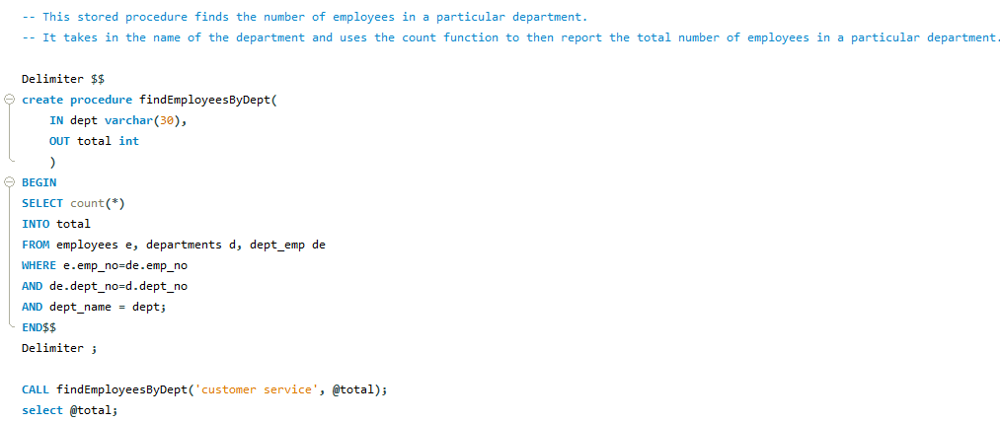 -- This stored procedure finds the number of employees in a particular department.
-- It takes in the name of the department and uses the count function to then report the total number of employees in a particular department.
Delimiter $$
create procedure findEmployeesByDept(
IN dept varchar(30),
OUT total int
)
BEGIN
SELECT count(*)
INTO total
FROM employees e, departments d, dept_emp de
WHERE e.emp_no=de.emp_no
AND de.dept_no=d.dept_no
AND dept_name = dept;
END$$
Delimiter ;
CALL findEmployeesByDept('customer service', @total);
select @total;